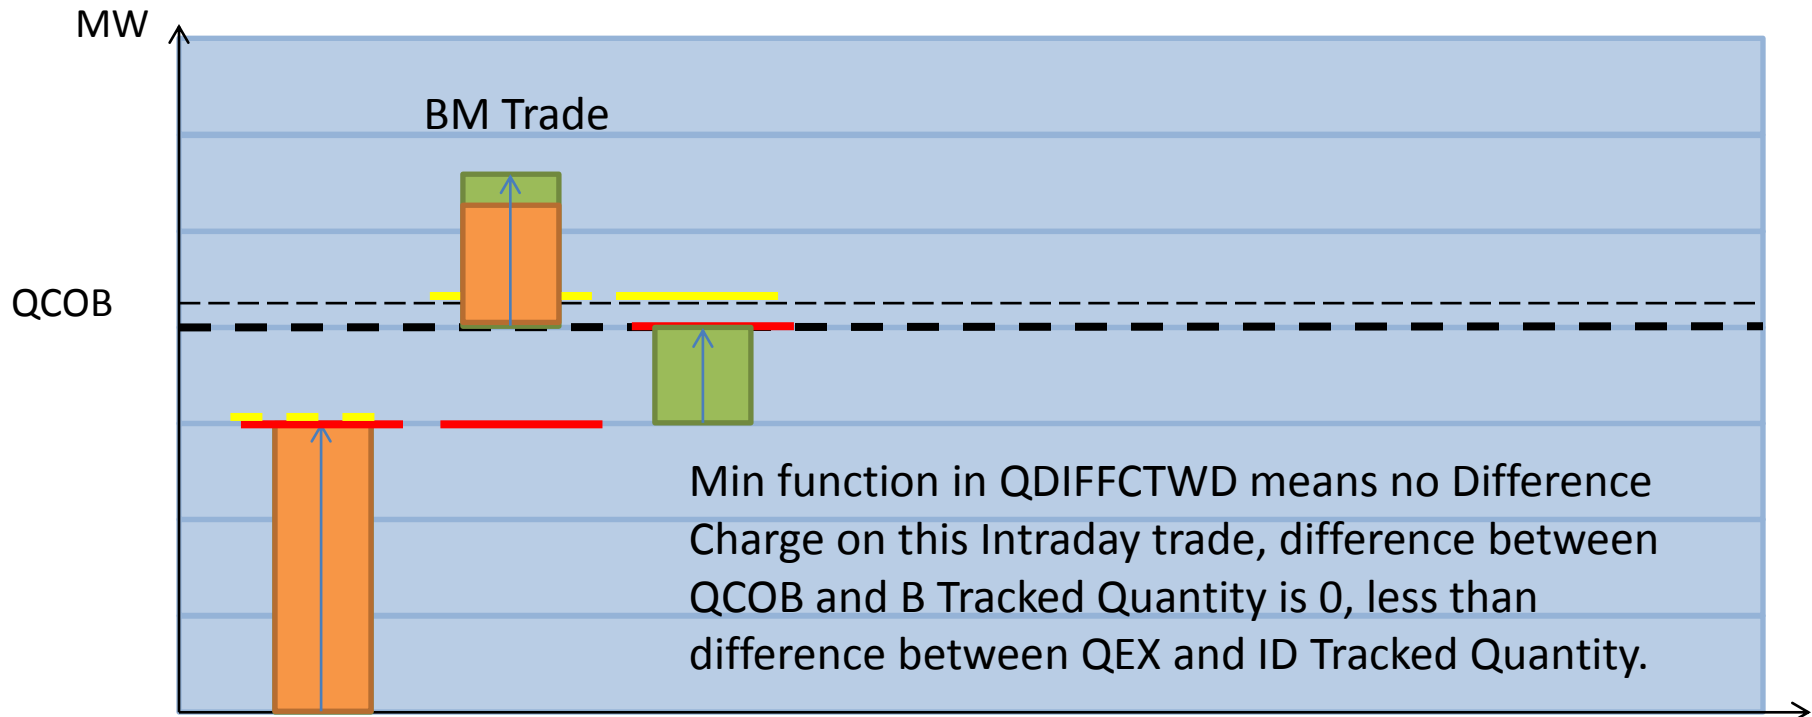 MW
BM Trade
QCOB
Min function in QDIFFCTWD means no Difference
Charge on this Intraday trade, difference between
QCOB and B Tracked Quantity is 0, less than
difference between QEX and ID Tracked Quantity.